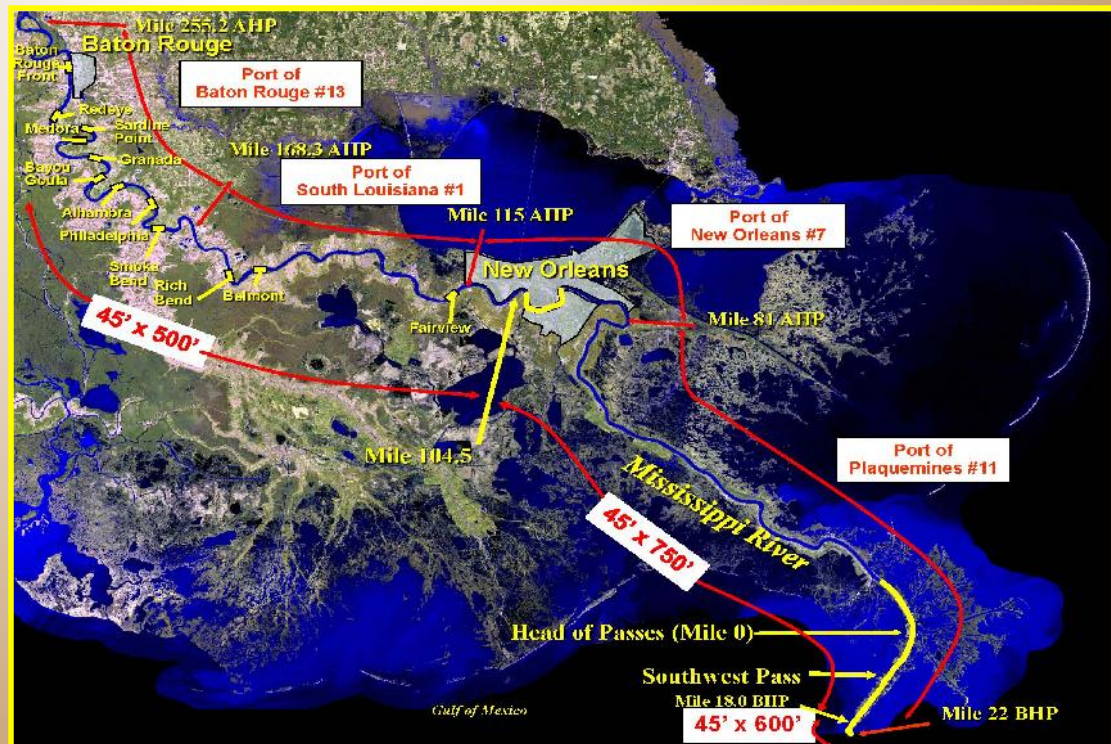 Mile 255.2 AHP
Baton Rouge
Baton
Rouge
Front
Port of
Baton Rouge #13
Redeye
Medora
Sardine
Point
Granada
Mile 168.3 AHP
Bayou
Goula
Port of
South Louisiana #1
Alhambra
Philadelphia
Mile 115 AHP
Port of
New Orleans #7
Smoke
Bend
Rich
Bend
Belmont
New Orleans
Fairview
Mile 81 AHP
45' x 500'
Mile 104.5
Port of
Plaquemines #11
Mississippi River
45' x 750'
Head of Passes (Mile 0)
Southwest Pass
Mile 18.0 BHP
Gulf of Mexico
45' x 600'
Mile 22 BHP